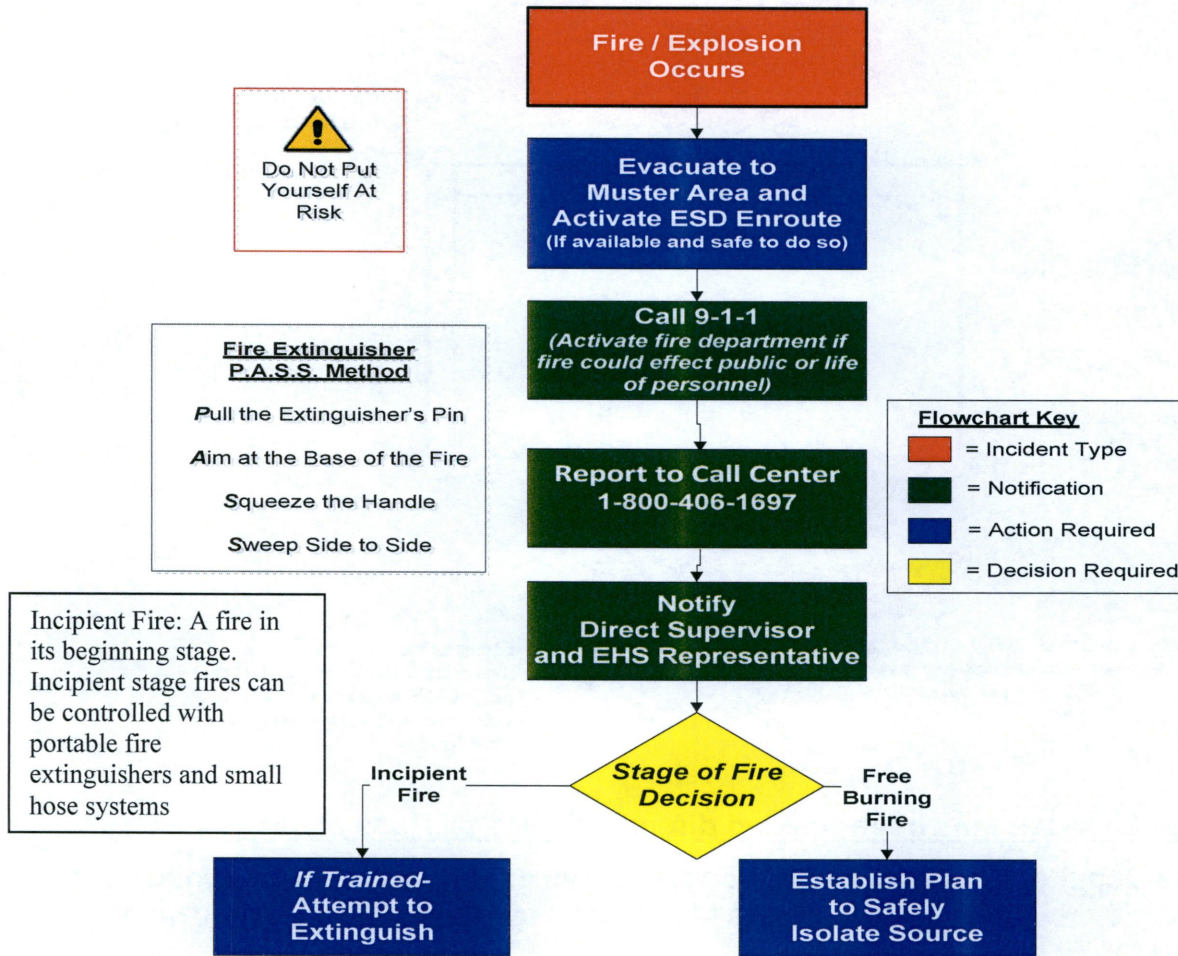 Fire / Explosion
Occurs
!
Do Not Put
Yourself At
Risk
Evacuate to
Muster Area and
Activate ESD Enroute
(If available and safe to do so)
Call 9-1-1
(Activate fire department if
fire could effect public or life
of personnel)
Fire Extinguisher
P.A.S.S. Method
Pull the Extinguisher's Pin
Aim at the Base of the Fire
Squeeze the Handle
Sweep Side to Side
Flowchart Key
= Incident Type
= Notification
= Action Required
= Decision Required
Report to Call Center
1-800-406-1697
Notify
Direct Supervisor
and EHS Representative
Incipient Fire: A fire in
its beginning stage.
Incipient stage fires can
be controlled with
portable fire
extinguishers and small
hose systems
Stage of Fire
Decision
Incipient
Fire
Free
Burning
Fire
If Trained-
Attempt to
Extinguish
Establish Plan
to Safely
Isolate Source